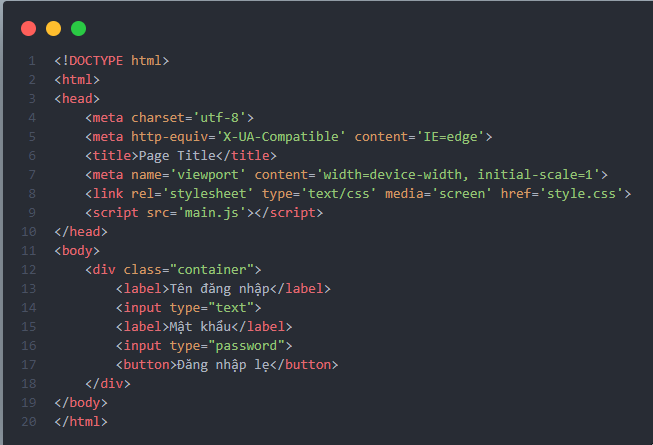 1 <!DOCTYPE html>
2 <html>
3 <head>
4     <meta charset='utf-8'>
5     <meta http-equiv='X-UA-Compatible' content='IE=edge'>
6     <title>Page Title</title>
7     <meta name='viewport' content='width=device-width, initial-scale=1'>
8     <link rel='stylesheet' type='text/css' media='screen' href='style.css'>
9     <script src='main.js'></script>
10 </head>
11 <body>
12     <div class="container">
13         <label>Tên đăng nhập</label>
14         <input type="text">
15         <label>Mật khẩu</label>
16         <input type="password">
17         <button>Đăng nhập lẹ</button>
18     </div>
19 </body>
20 </html>